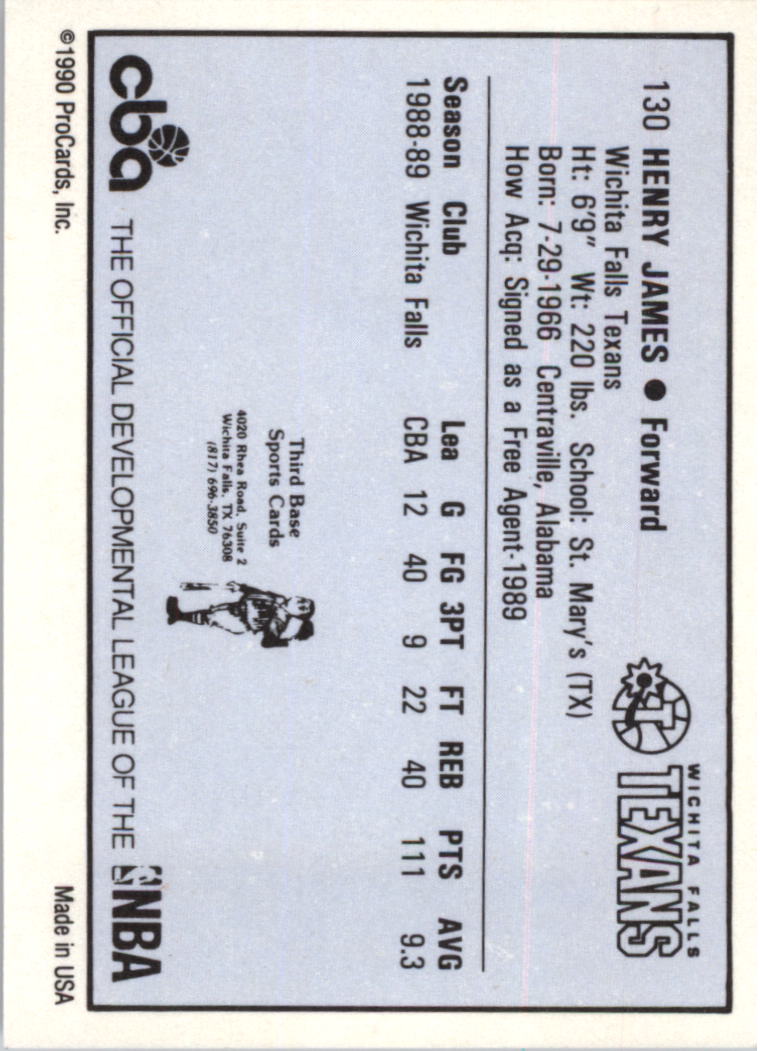 130 HENRY JAMES ● Forward
Wichita Falls Texans
Ht: 6'9" Wt: 220 lbs. School: St. Mary's (TX)
Born: 7-29-1966 Centraville, Alabama
How Acq: Signed as a Free Agent-1989
WICHITA FALLS
TEXANS
Season Club Lea G FG 3PT FT REB PTS AVG
1988-89 Wichita Falls CBA 12 40 9 22 40 111 9.3
Third Base
Sports Cards
4020 Rhea Road, Suite 2
Wichita Falls, TX 76308
(817) 696-3850
cba THE OFFICIAL DEVELOPMENTAL LEAGUE OF THE NBA
©1990 ProCards, Inc. Made in USA